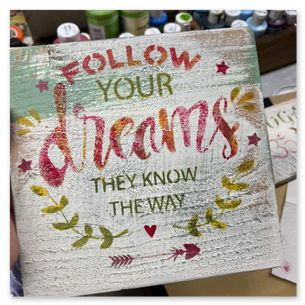 FOLLOW
YOUR
dreams
THEY KNOW
THE WAY